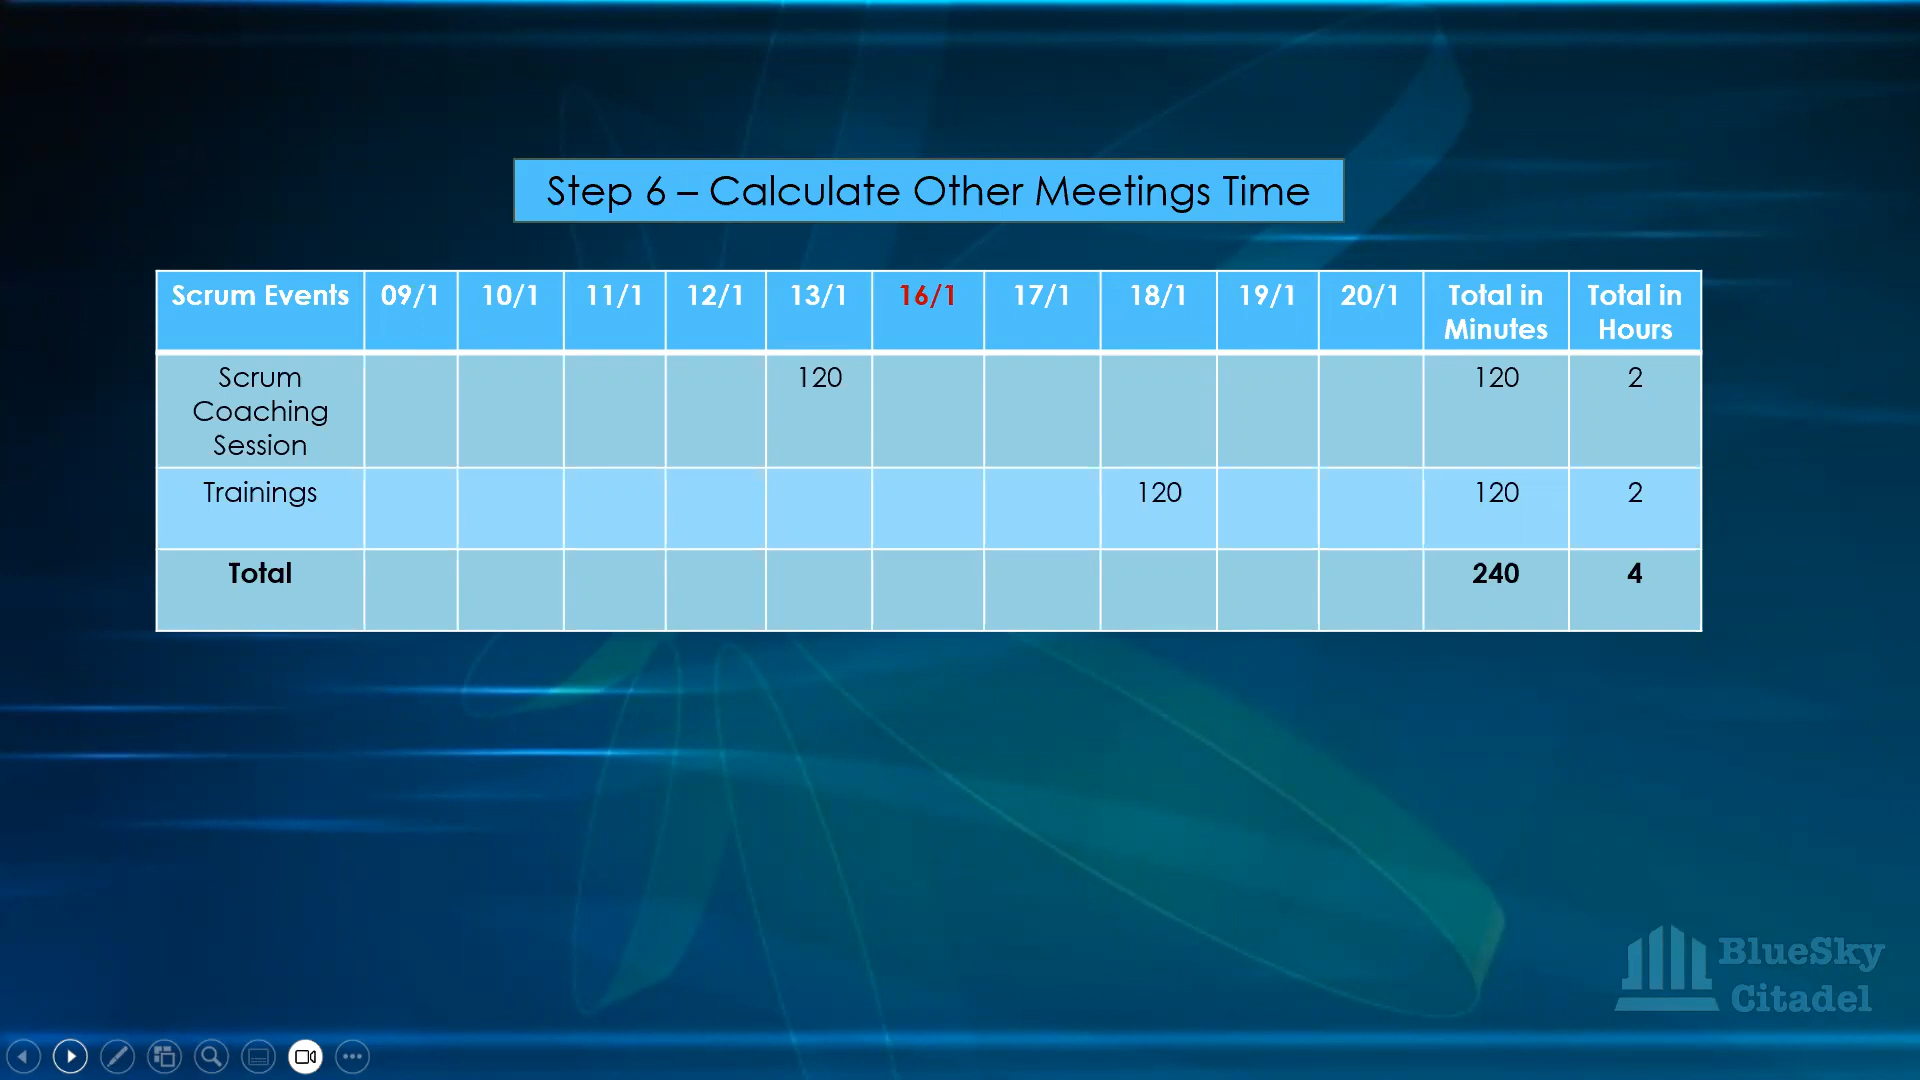 Step 6 – Calculate Other Meetings Time
Scrum Events 09/1 10/1 11/1 12/1 13/1 16/1 17/1 18/1 19/1 20/1 Total in Minutes Total in Hours
Scrum Coaching Session 120 120 2
Trainings 120 120 2
Total 240 4
BlueSky
Citadel